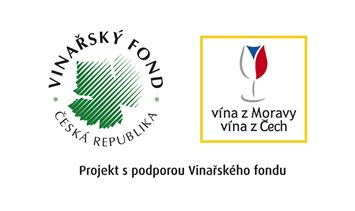 VINAŘSKÝ FOND
• ČESKÁ REPUBLIKA •
vína z Moravy
vína z Čech
Projekt s podporou Vinařského fondu